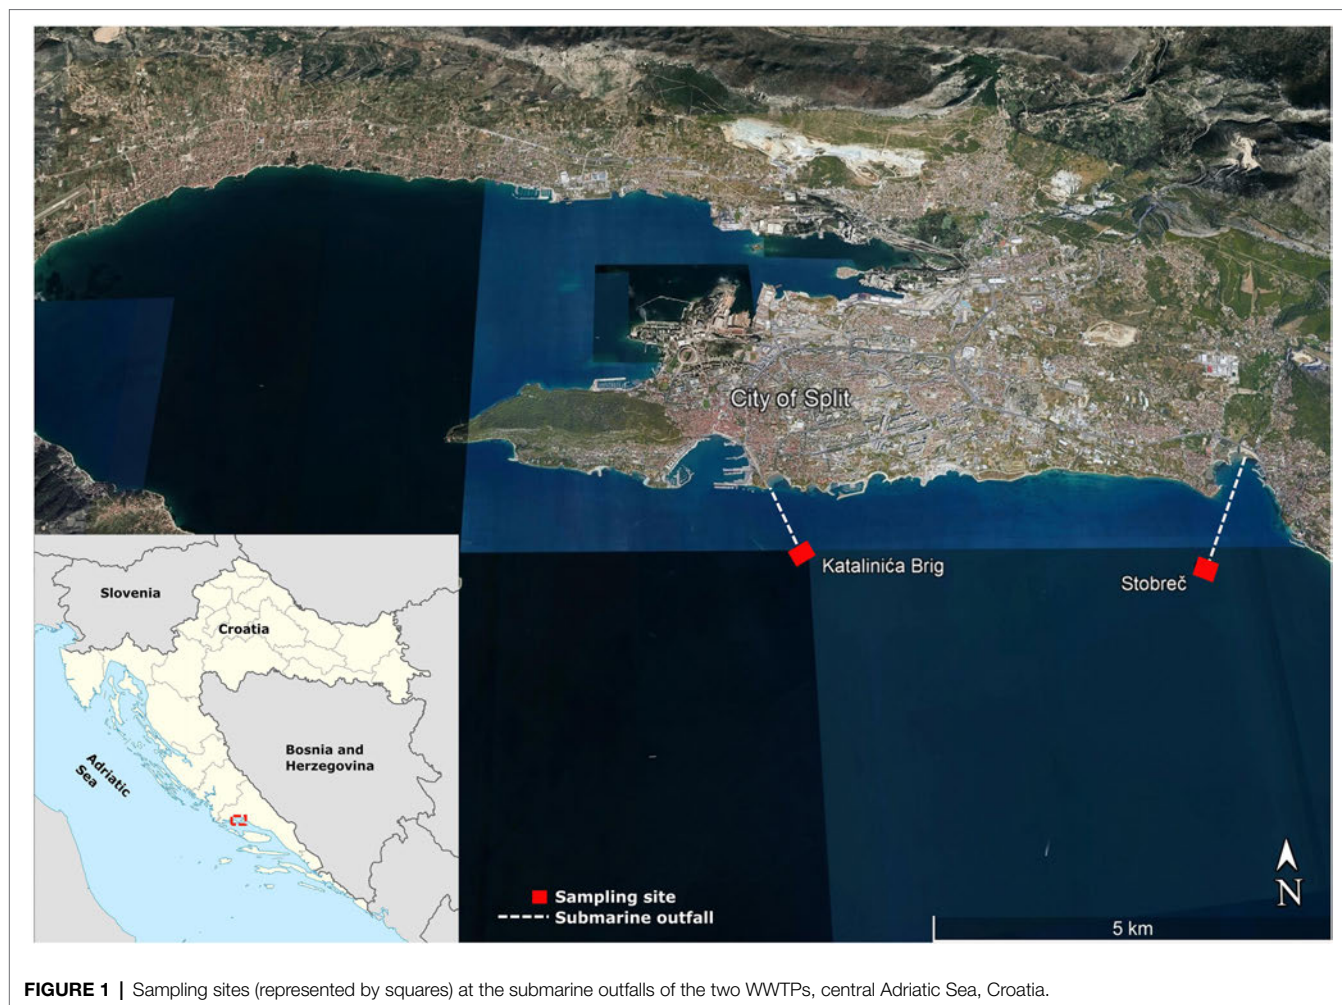 City of Split
Katalinića Brig
Stobreč
Slovenia
Croatia
Bosnia and
Herzegovina
Adriatic
Sea
Sampling site
Submarine outfall
N
5 km
FIGURE 1 | Sampling sites (represented by squares) at the submarine outfalls of the two WWTPs, central Adriatic Sea, Croatia.